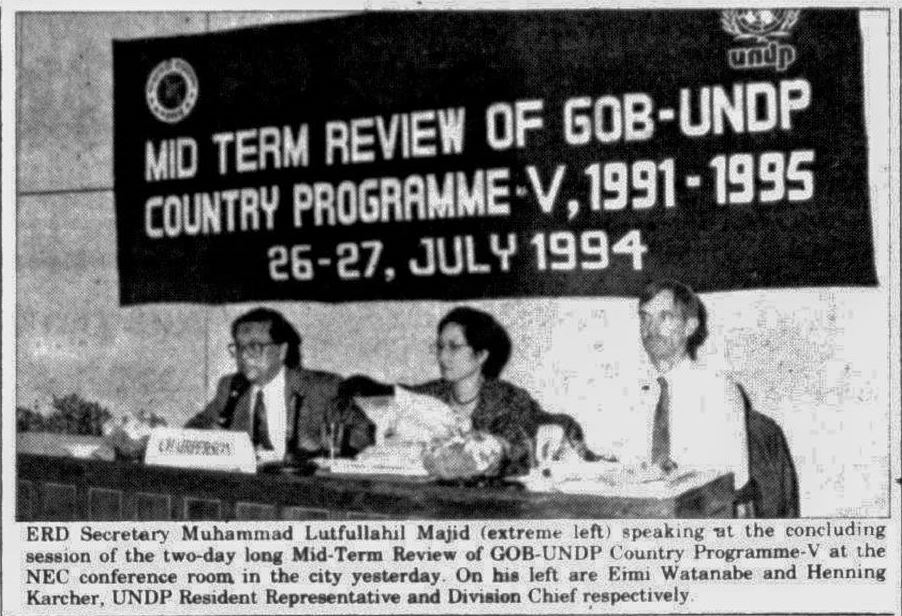 undp
MID TERM REVIEW OF GOB-UNDP
COUNTRY PROGRAMME-V, 1991-1995
26-27, JULY 1994
ERD Secretary Muhammad Lutfullahil Majid (extreme left) speaking at the concluding
session of the two-day long Mid-Term Review of GOB-UNDP Country Programme-V at the
NEC conference room in the city yesterday. On his left are Eimi Watanabe and Henning
Karcher, UNDP Resident Representative and Division Chief respectively.